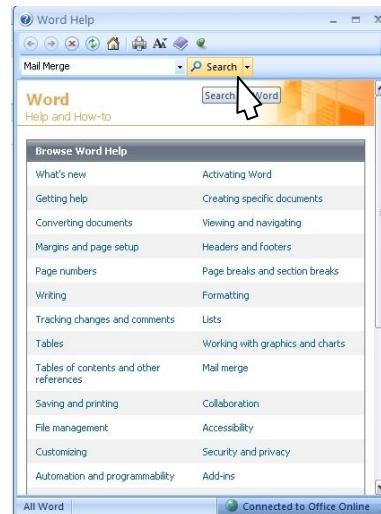 Word Help
Mail Merge
Search
Word
Help and How-to
Search Word
Browse Word Help
What's new Activating Word
Getting help Creating specific documents
Converting documents Viewing and navigating
Margins and page setup Headers and footers
Page numbers Page breaks and section breaks
Writing Formatting
Tracking changes and comments Lists
Tables Working with graphics and charts
Tables of contents and other Mail merge
references
Saving and printing Collaboration
File management Accessibility
Customizing Security and privacy
Automation and programmability Add-ins
All Word Connected to Office Online